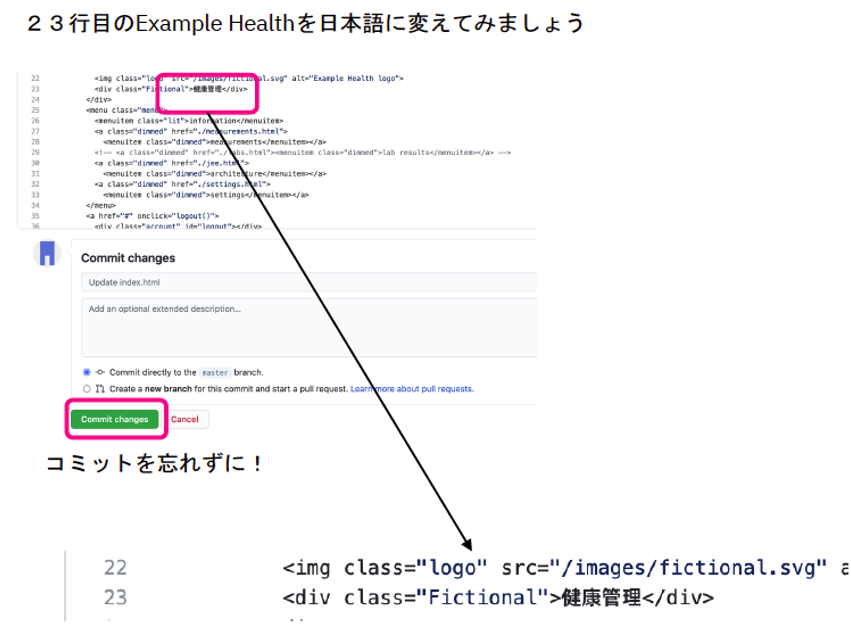 ２３行目のExample Healthを日本語に変えてみましょう
22 <img class="logo" src="/images/fictional.svg" alt="Example Health logo">
23 <div class="Fictional">健康管理</div>
24 </div>
25 <menu class="menu">
26 <menuitem class="lit">information</menuitem>
27 <a class="dimmed" href="./measurements.html">
28 <menuitem class="dimmed">measurements</menuitem></a>
29 <!-- <a class="dimmed" href="./labs.html"><menuitem class="dimmed">lab results</menuitem></a> -->
30 <a class="dimmed" href="./jee.html">
31 <menuitem class="dimmed">architecture</menuitem></a>
32 <a class="dimmed" href="./settings.html">
33 <menuitem class="dimmed">settings</menuitem></a>
34 </menu>
35 <a href="#" onclick="logout()">
36 <div class="account" id="logout"></div>
Commit changes
Update index.html
Add an optional extended description...
Commit directly to the master branch.
Create a new branch for this commit and start a pull request. Learn more about pull requests.
Commit changes Cancel
コミットを忘れずに！
22 <img class="logo" src="/images/fictional.svg" a
23 <div class="Fictional">健康管理</div>